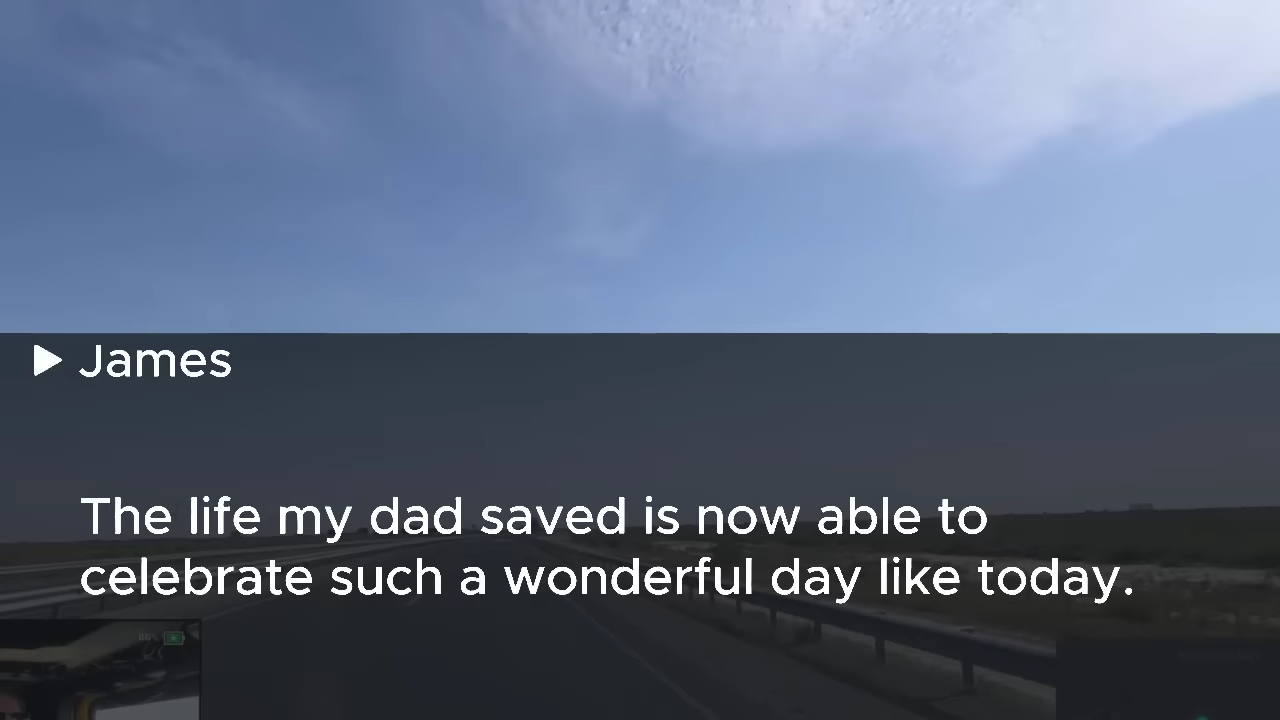 James
The life my dad saved is now able to
celebrate such a wonderful day like today.